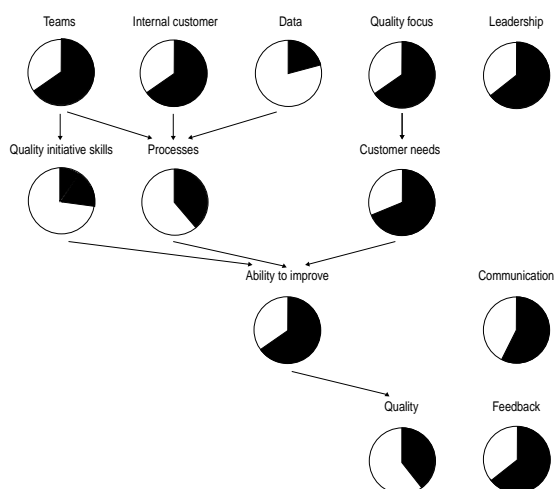 Teams
Internal customer
Data
Quality focus
Leadership
Quality initiative skills
Processes
Customer needs
Ability to improve
Communication
Quality
Feedback